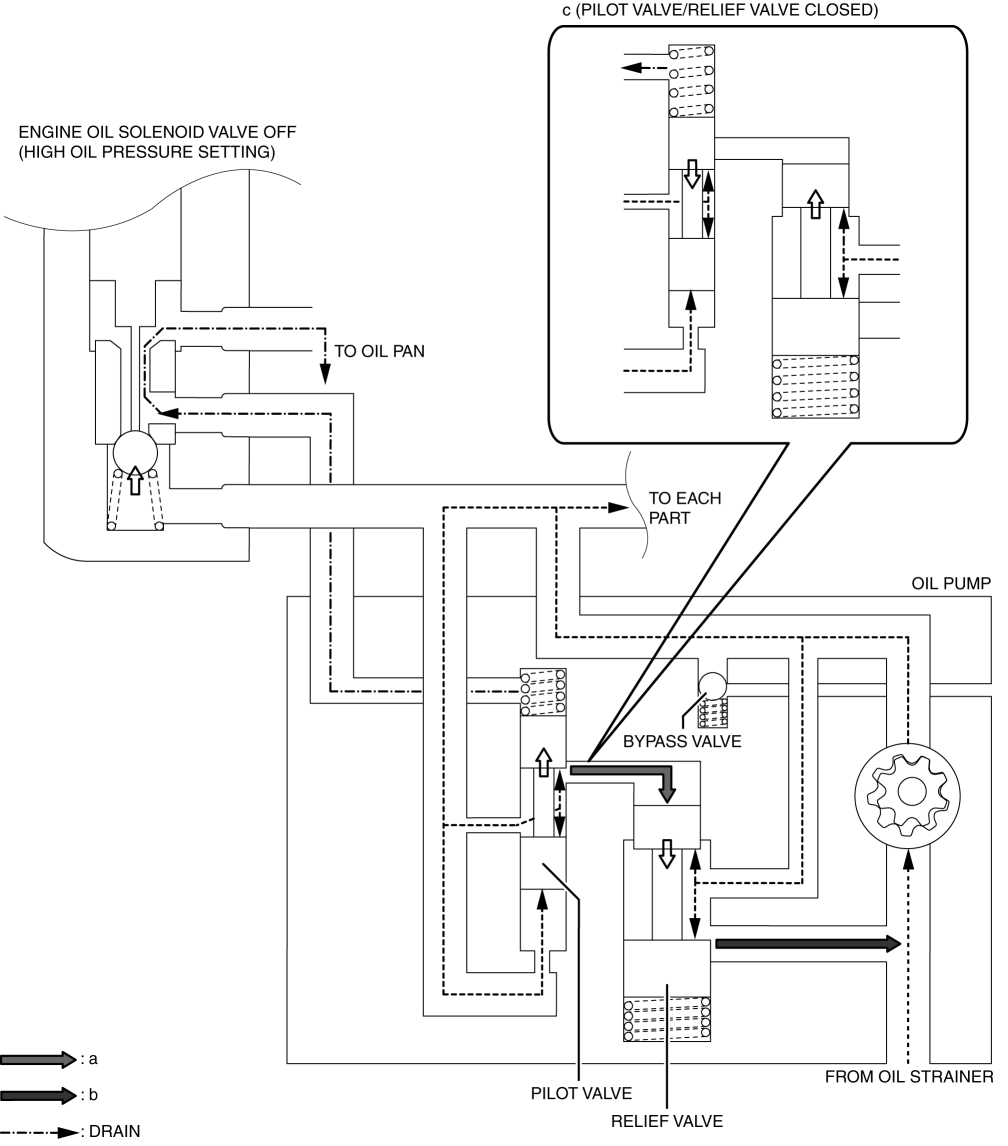 c (PILOT VALVE/RELIEF VALVE CLOSED)
ENGINE OIL SOLENOID VALVE OFF
(HIGH OIL PRESSURE SETTING)
TO OIL PAN
TO EACH
PART
OIL PUMP
BYPASS VALVE
FROM OIL STRAINER
PILOT VALVE
RELIEF VALVE
: a
: b
: DRAIN